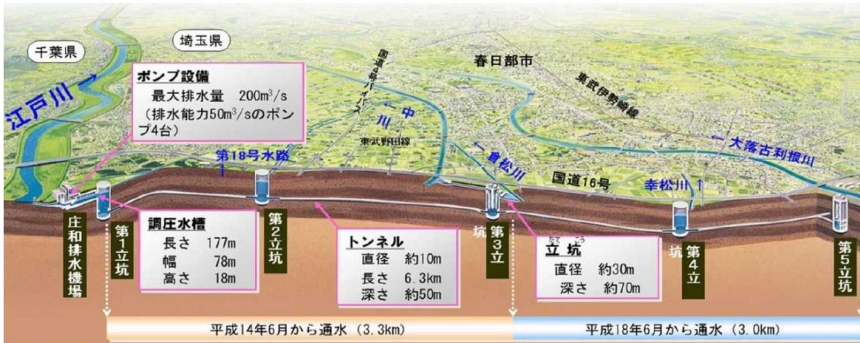 千葉県
埼玉県
江戸川
ポンプ設備
最大排水量 200m³/s
(排水能力50m³/sのポン
プ4台)
国道4号バイパス
中川
春日部市
東武伊勢崎線
東武野田線
第18号水路
倉松川
大落古利根川
国道16号
幸松川
庄和排水機場
第1立坑
調圧水槽
長さ 177m
幅 78m
高さ 18m
第2立坑
トンネル
直径 約10m
長さ 6.3km
深さ 約50m
第3立
坑
たて こう
立 坑
直径 約30m
深さ 約70m
第4立
坑
第5立坑
平成14年6月から通水(3.3km)
平成18年6月から通水(3.0km)